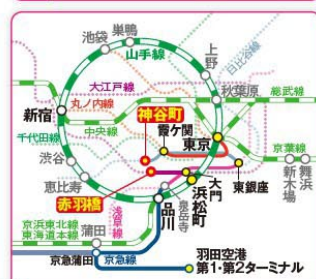 巣鴨
池袋
山手線
上野
日比谷線
大江戸線
秋葉原
総武線
丸ノ内線
新宿
中央線
神谷町
千代田線
霞ケ関
東京
京葉線
渋谷
恵比寿
赤羽橋
大門
東銀座
新木場
舞浜
浜松町
泉岳寺
品川
浅草線
京浜東北線
東海道本線
蒲田
京急蒲田
京急線
羽田空港
第1・第2ターミナル